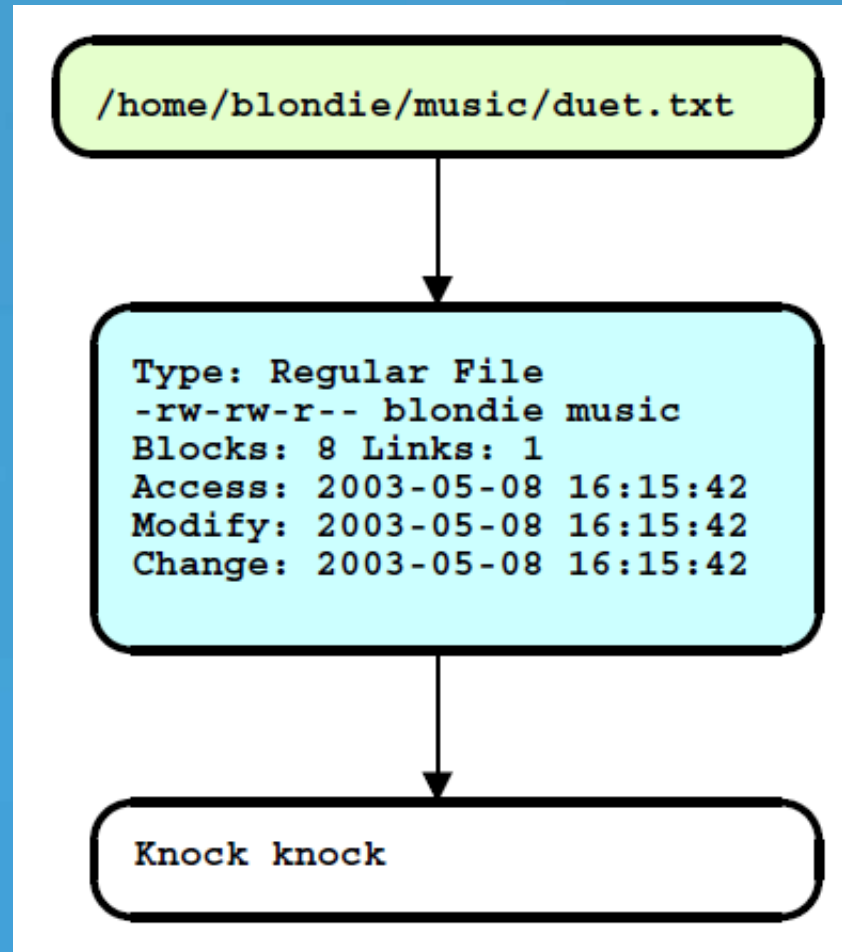 /home/blondie/music/duet.txt
Type: Regular File
-rw-rw-r-- blondie music
Blocks: 8 Links: 1
Access: 2003-05-08 16:15:42
Modify: 2003-05-08 16:15:42
Change: 2003-05-08 16:15:42
Knock knock